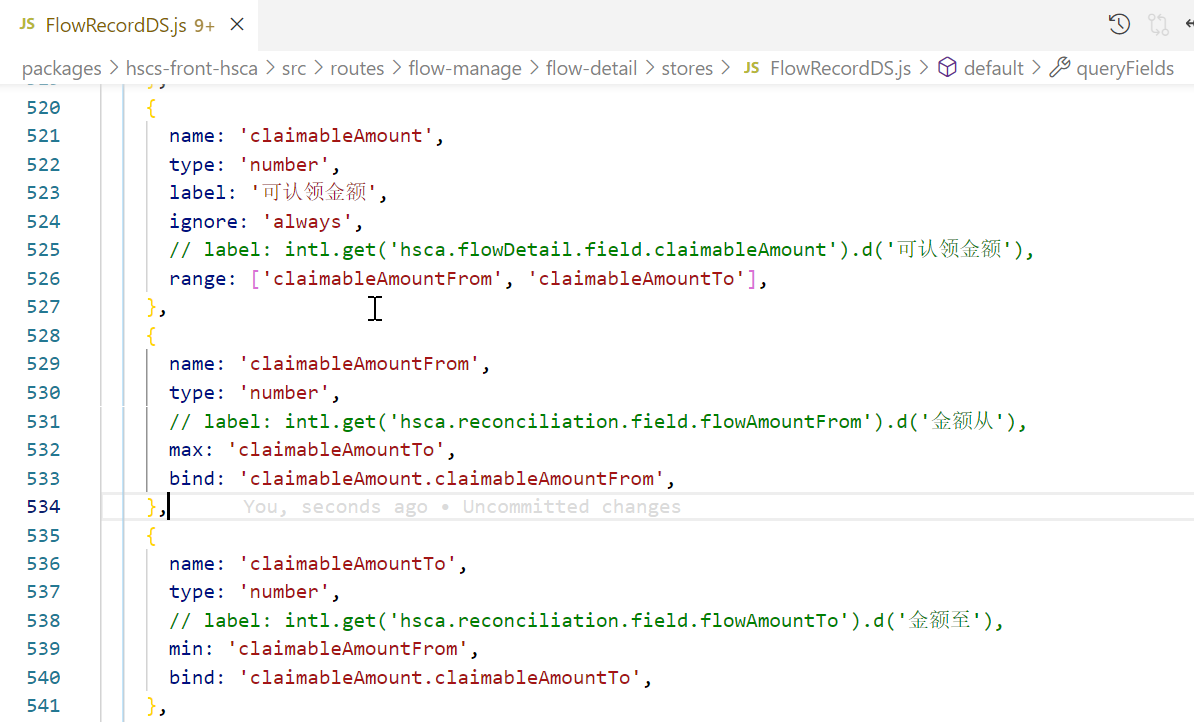 JS FlowRecordDS.js 9+
packages > hscs-front-hsca > src > routes > flow-manage > flow-detail > stores > JS FlowRecordDS.js > default > queryFields
520 {
521 name: 'claimableAmount',
522 type: 'number',
523 label: '可认领金额',
524 ignore: 'always',
525 // label: intl.get('hsca.flowDetail.field.claimableAmount').d('可认领金额'),
526 range: ['claimableAmountFrom', 'claimableAmountTo'],
527 },
528 {
529 name: 'claimableAmountFrom',
530 type: 'number',
531 // label: intl.get('hsca.reconciliation.field.flowAmountFrom').d('金额从'),
532 max: 'claimableAmountTo',
533 bind: 'claimableAmount.claimableAmountFrom',
534 }, You, seconds ago • Uncommitted changes
535 {
536 name: 'claimableAmountTo',
537 type: 'number',
538 // label: intl.get('hsca.reconciliation.field.flowAmountTo').d('金额至'),
539 min: 'claimableAmountFrom',
540 bind: 'claimableAmount.claimableAmountTo',
541 },